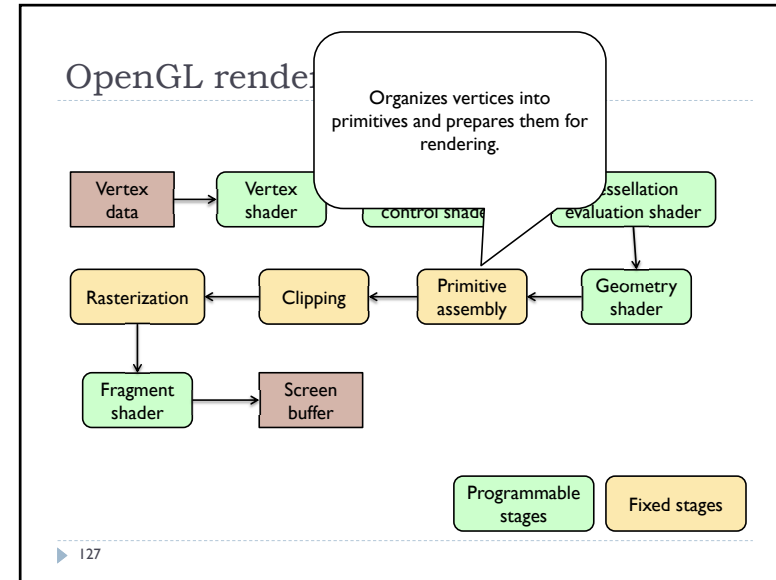 OpenGL render
Organizes vertices into
primitives and prepares them for
rendering.
Vertex
data
Vertex
shader
control shade
essellation
evaluation shader
Rasterization
Clipping
Primitive
assembly
Geometry
shader
Fragment
shader
Screen
buffer
Programmable
stages
Fixed stages
127